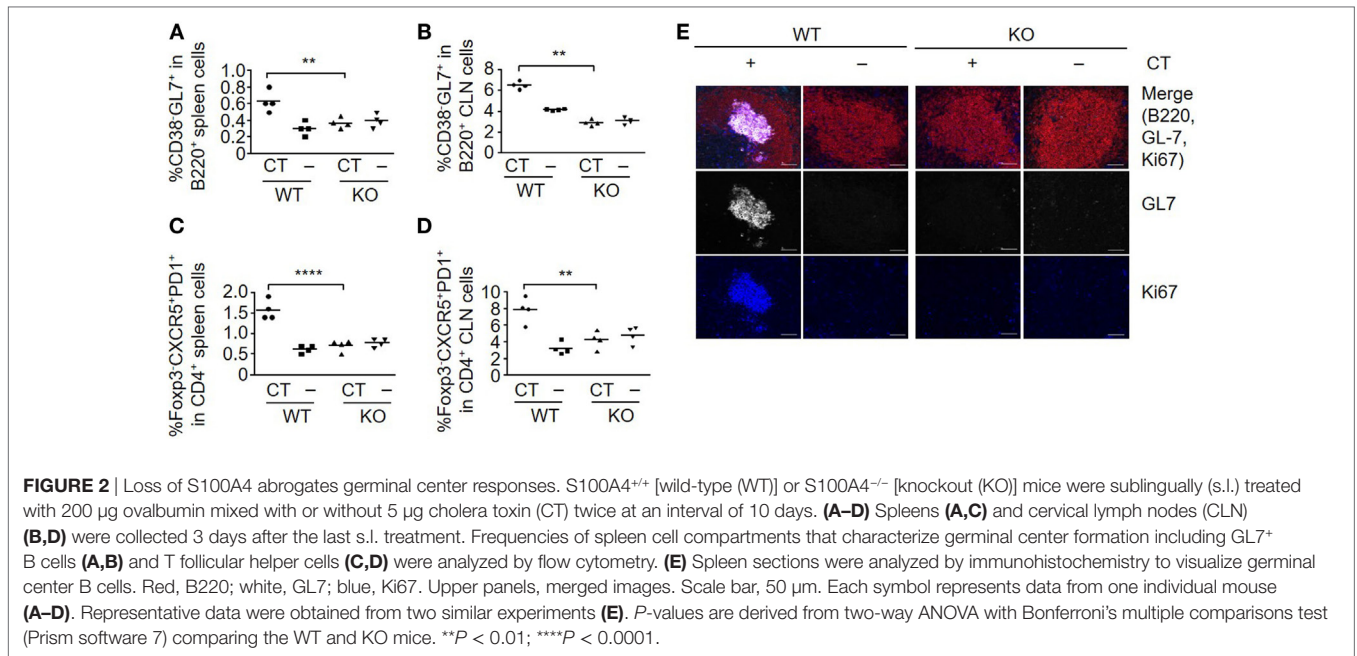 A
%CD38⁻GL7⁺ in
B220⁺ spleen cells
1.0
0.8
0.6
0.4
0.2
0
**
CT – CT –
WT KO
B
%CD38⁻GL7⁺ in
B220⁺ CLN cells
8
6
4
2
0
**
CT – CT –
WT KO
C
%Foxp3⁻CXCR5⁺PD1⁺
in CD4⁺ spleen cells
2.0
1.5
1.0
0.5
0
****
CT – CT –
WT KO
D
%Foxp3⁻CXCR5⁺PD1⁺
in CD4⁺ CLN cells
10
8
6
4
2
0
**
CT – CT –
WT KO
E
WT KO
+ – + – CT
Merge
(B220,
GL-7,
Ki67)
GL7
Ki67
FIGURE 2 | Loss of S100A4 abrogates germinal center responses. S100A4⁺/⁺ [wild-type (WT)] or S100A4⁻/⁻ [knockout (KO)] mice were sublingually (s.l.) treated
with 200 µg ovalbumin mixed with or without 5 µg cholera toxin (CT) twice at an interval of 10 days. (A–D) Spleens (A,C) and cervical lymph nodes (CLN)
(B,D) were collected 3 days after the last s.l. treatment. Frequencies of spleen cell compartments that characterize germinal center formation including GL7⁺
B cells (A,B) and T follicular helper cells (C,D) were analyzed by flow cytometry. (E) Spleen sections were analyzed by immunohistochemistry to visualize germinal
center B cells. Red, B220; white, GL7; blue, Ki67. Upper panels, merged images. Scale bar, 50 µm. Each symbol represents data from one individual mouse
(A–D). Representative data were obtained from two similar experiments (E). P-values are derived from two-way ANOVA with Bonferroni's multiple comparisons test
(Prism software 7) comparing the WT and KO mice. **P < 0.01; ****P < 0.0001.